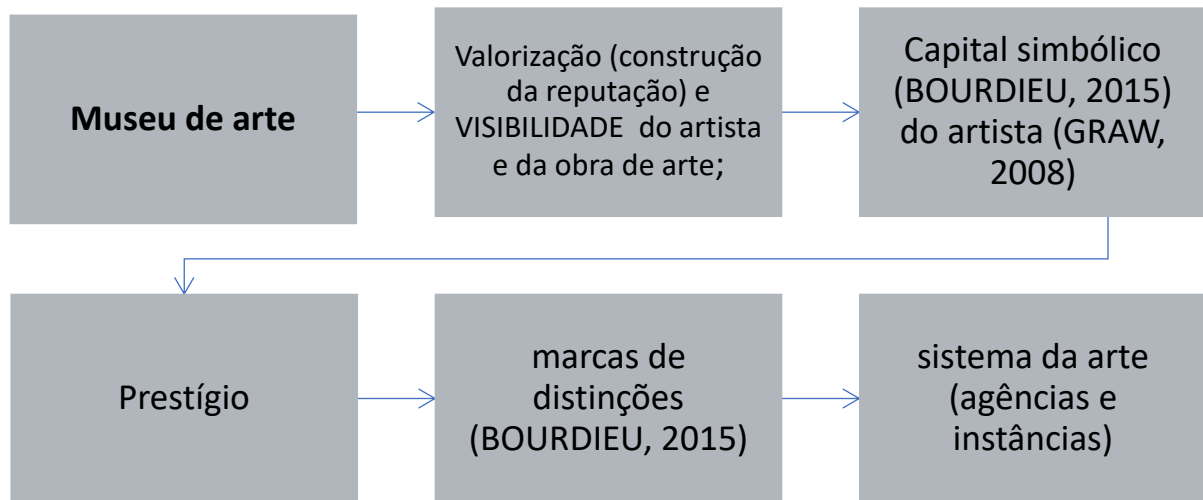 Museu de arte
Valorização (construção
da reputação) e
VISIBILIDADE do artista
e da obra de arte;
Capital simbólico
(BOURDIEU, 2015)
do artista (GRAW,
2008)
Prestígio
marcas de
distinções
(BOURDIEU, 2015)
sistema da arte
(agências e
instâncias)